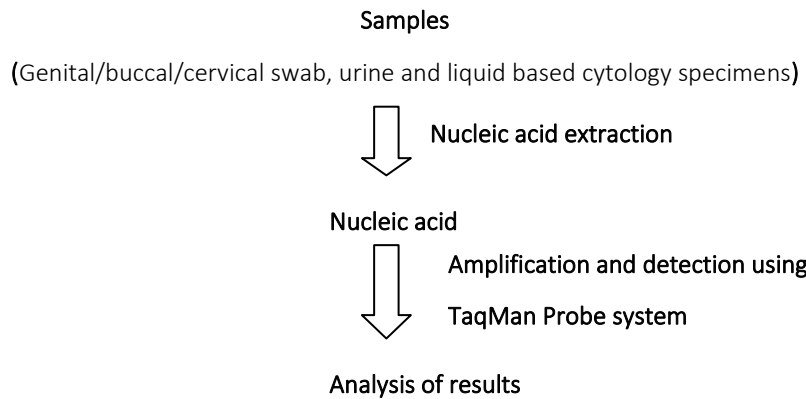 Samples
(Genital/buccal/cervical swab, urine and liquid based cytology specimens)
Nucleic acid extraction
Nucleic acid
Amplification and detection using
TaqMan Probe system
Analysis of results